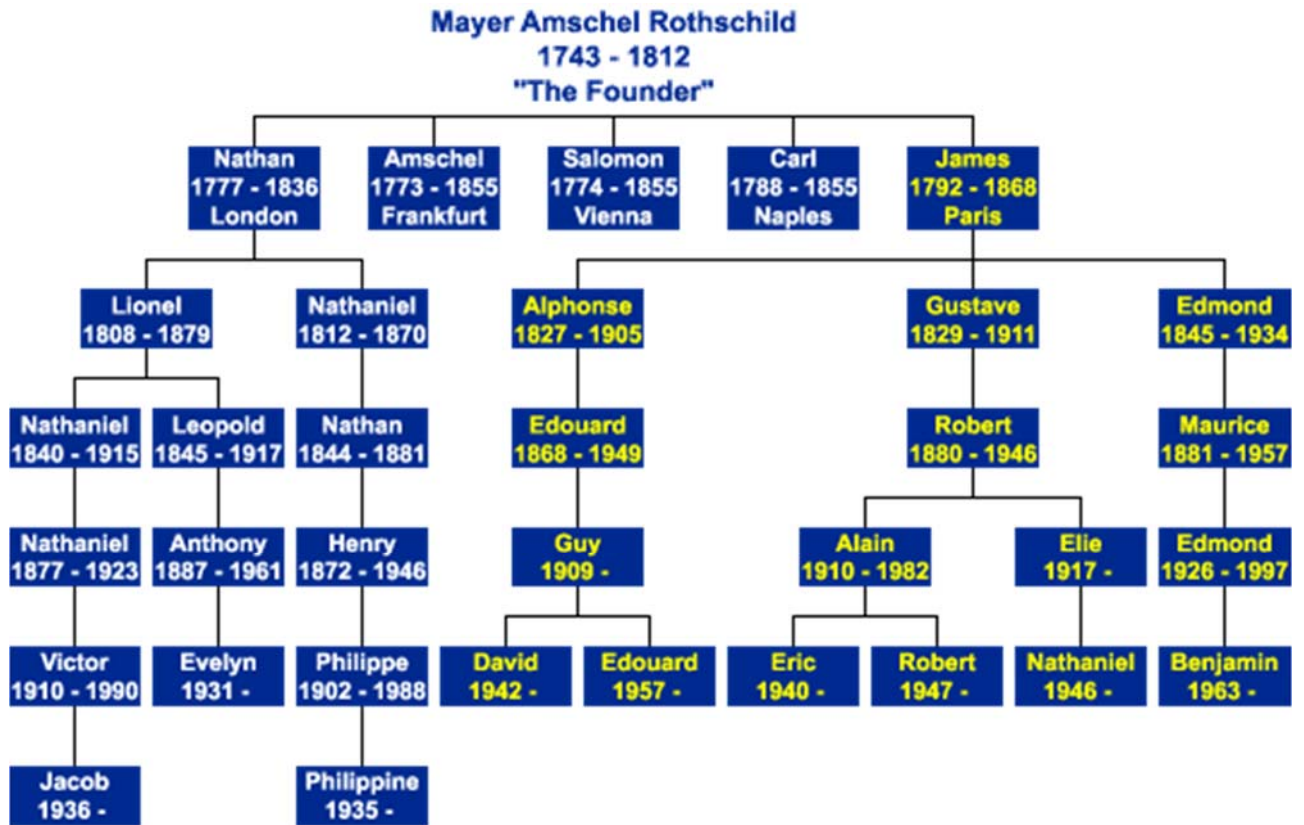 Mayer Amschel Rothschild
1743 - 1812
"The Founder"
Nathan
1777 - 1836
London
Amschel
1773 - 1855
Frankfurt
Salomon
1774 - 1855
Vienna
Carl
1788 - 1855
Naples
James
1792 - 1868
Paris
Lionel
1808 - 1879
Nathaniel
1812 - 1870
Alphonse
1827 - 1905
Gustave
1829 - 1911
Edmond
1845 - 1934
Nathaniel
1840 - 1915
Leopold
1845 - 1917
Nathan
1844 - 1881
Edouard
1868 - 1949
Robert
1880 - 1946
Maurice
1881 - 1957
Nathaniel
1877 - 1923
Anthony
1887 - 1961
Henry
1872 - 1946
Guy
1909 -
Alain
1910 - 1982
Elie
1917 -
Edmond
1926 - 1997
Victor
1910 - 1990
Evelyn
1931 -
Philippe
1902 - 1988
David
1942 -
Edouard
1957 -
Eric
1940 -
Robert
1947 -
Nathaniel
1946 -
Benjamin
1963 -
Jacob
1936 -
Philippine
1935 -